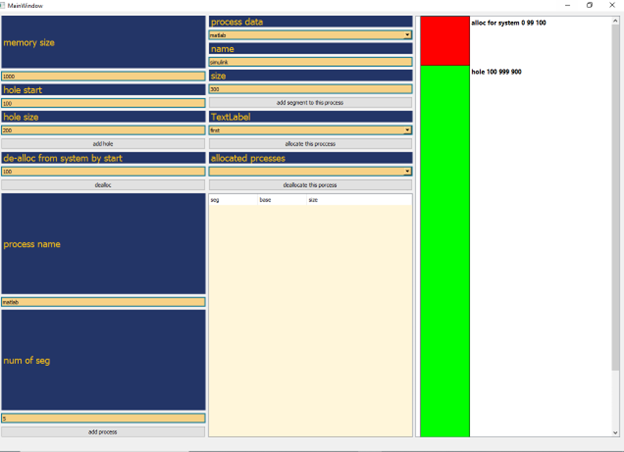 MainWindow
memory size
1000
hole start
100
hole size
200
add hole
de-alloc from system by start
100
dealloc
process name
matlab
num of seg
5
add process
process data
matlab
name
simulink
size
300
add segment to this process
TextLabel
first
allocate this proccess
allocated prcesses
deallocate this porcess
seg base size
alloc for system 0 99 100
hole 100 999 900